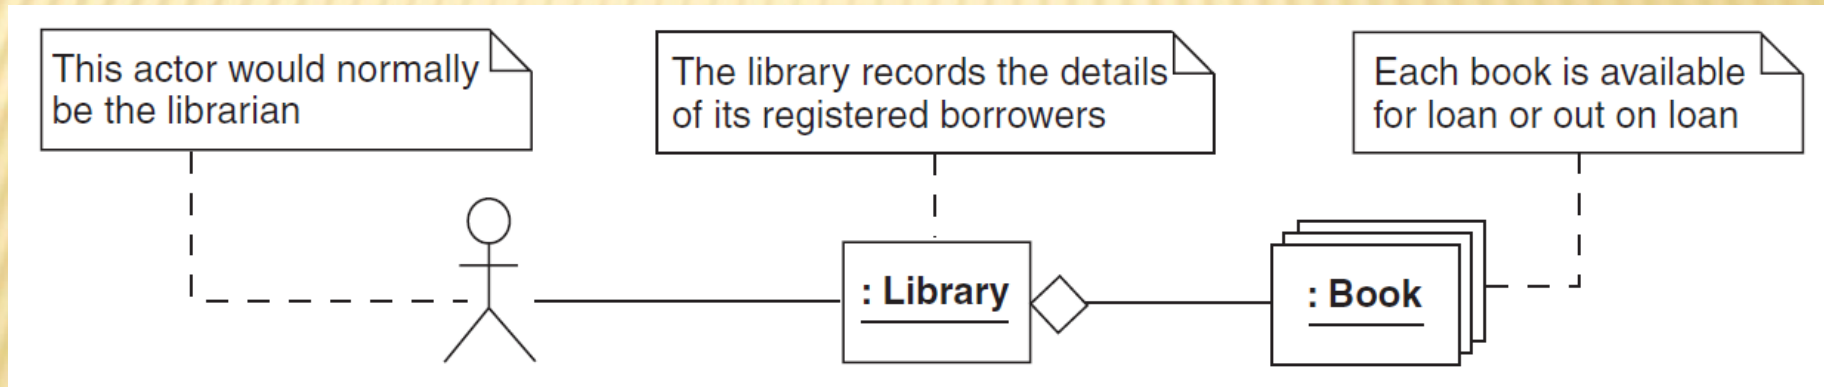 This actor would normally
be the librarian
The library records the details
of its registered borrowers
Each book is available
for loan or out on loan
: Library
: Book